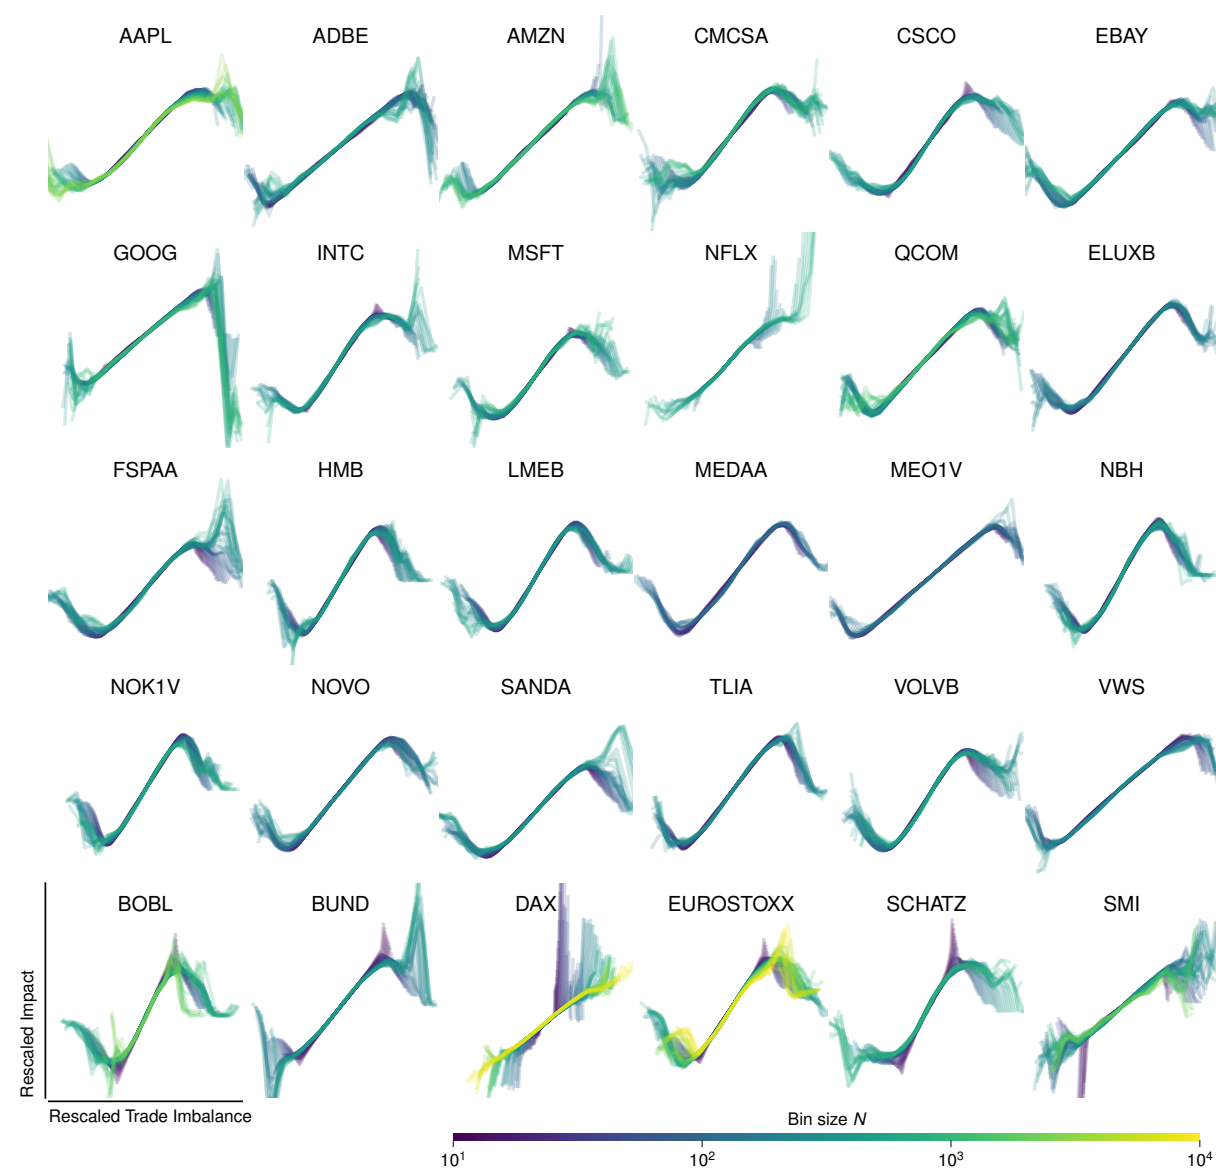 AAPL ADBE AMZN CMCSA CSCO EBAY
GOOG INTC MSFT NFLX QCOM ELUXB
FSPAA HMB LMEB MEDAA MEO1V NBH
NOK1V NOVO SANDA TLIA VOLVB VWS
BOBL BUND DAX EUROSTOXX SCHATZ SMI
Rescaled Impact
Rescaled Trade Imbalance
Bin size N
10¹ 10² 10³ 10⁴